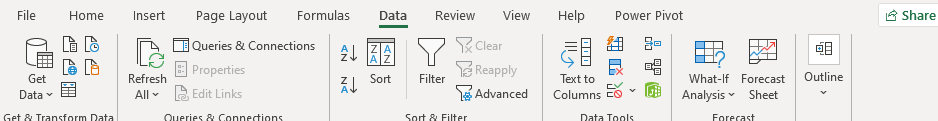 File Home Insert Page Layout Formulas Data Review View Help Power Pivot Share
Get Data
Refresh All
Queries & Connections
Properties
Edit Links
A Z
Z A
Z A A Z
Sort
Filter
Clear
Reapply
Advanced
Text to Columns
What-If Analysis
Forecast Sheet
Outline
Get & Transform Data Queries & Connections Sort & Filter Data Tools Forecast